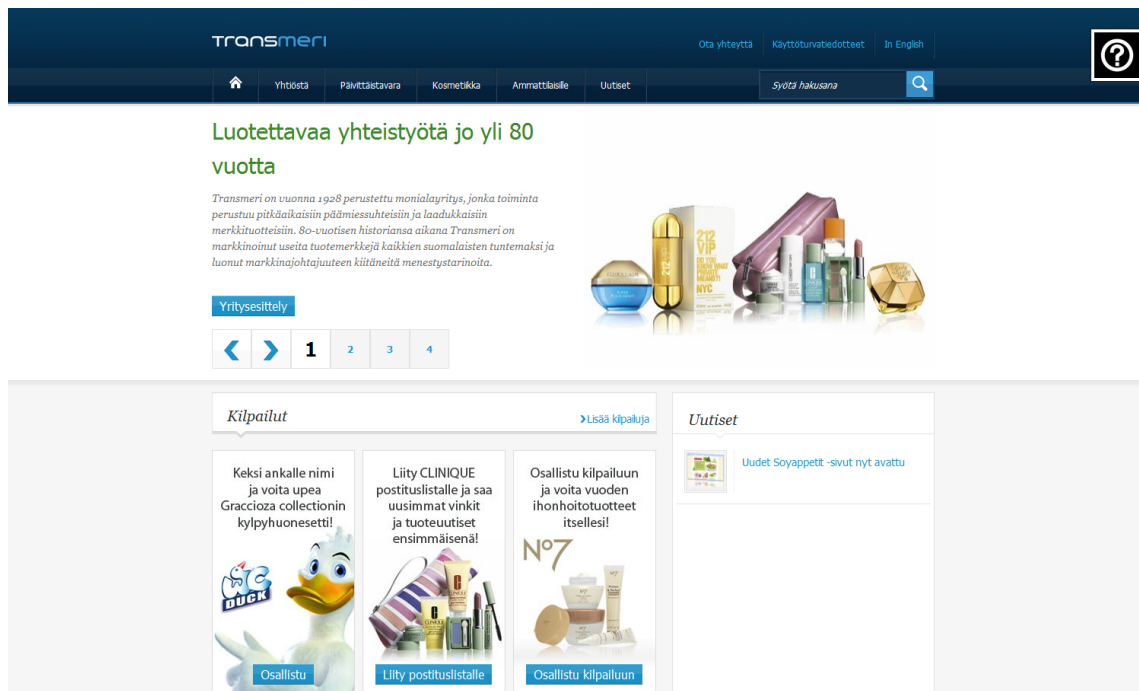 Transmeri
Ota yhteyttä
Käyttöturvatiedotteet
In English
Yhtiöstä
Päivittäistavara
Kosmetiikka
Ammattilaisille
Uutiset
Syötä hakusana
Luotettavaa yhteistyötä jo yli 80
vuotta
Transmeri on vuonna 1928 perustettu monialayritys, jonka toiminta
perustuu pitkäaikaisiin päämiessuhteisiin ja laadukkaisiin
merkkituotteisiin. 80-vuotisen historiansa aikana Transmeri on
markkinoinut useita tuotemerkkejä kaikkien suomalaisten tuntemaksi ja
luonut markkinajohtajuuteen kiitäneitä menestystarinoita.
212
VIP
NYC
Yritysesittely
1
2
3
4
Kilpailut
Lisää kilpailuja
Uutiset
Uudet Soyappetit -sivut nyt avattu
Keksi ankalle nimi
ja voita upea
Graccioza collectionin
kylpyhuonesetti!
WC
DUCK
Osallistu
Liity CLINIQUE
postituslistalle ja saa
uusimmat vinkit
ja tuoteuutiset
ensimmäisenä!
CLINIQUE
Liity postituslistalle
Osallistu kilpailuun
ja voita vuoden
ihonhoitotuotteet
itsellesi!
Nº7
Osallistu kilpailuun